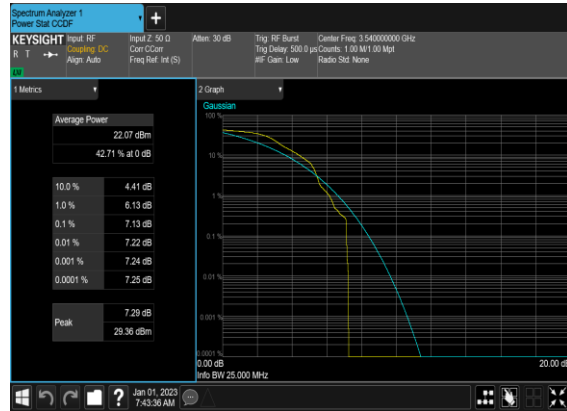 Spectrum Analyzer 1
Power Stat CCDF
KEYSIGHT
R T
LW
Input: RF
Coupling: DC
Align: Auto
Input Z: 50 Ω
Corr CCorr
Freq Ref: Int (S)
Atten: 30 dB
Trig: RF Burst
Trig Delay: 500.0 µs
#IF Gain: Low
Center Freq: 3.540000000 GHz
Counts: 1.00 M/1.00 Mpt
Radio Std: None
1 Metrics
Average Power
22.07 dBm
42.71 % at 0 dB
10.0 % 4.41 dB
1.0 % 6.13 dB
0.1 % 7.13 dB
0.01 % 7.22 dB
0.001 % 7.24 dB
0.0001 % 7.25 dB
Peak
7.29 dB
29.36 dBm
2 Graph
Gaussian
100 %
10 %
1 %
0.1 %
0.01 %
0.001 %
0.0001 %
0.00 dB
20.00 dB
Info BW 25.000 MHz
?
Jan 01, 2023
7:43:36 AM